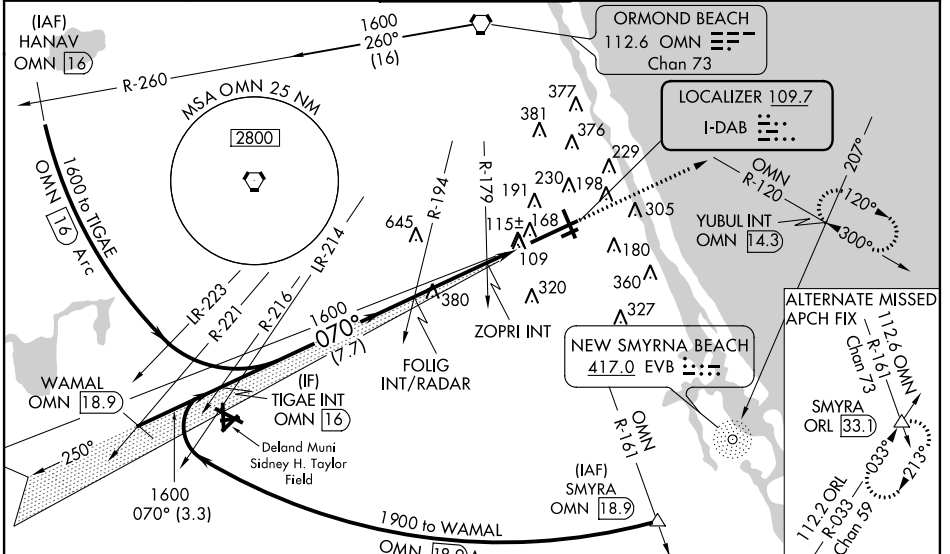 (IAF)
HANAV
OMN 16
1600
260°
(16)
R-260
ORMOND BEACH
112.6 OMN
Chan 73
MSA OMN 25 NM
2800
LOCALIZER 109.7
I-DAB
377
381
376
229
230
198
191
168
115±
109
305
180
360
320
327
645
380
R-194
R-179
OMN
R-120
207°
120°
300°
YUBUL INT
OMN 14.3
1600 to TIGAE
OMN 16 Arc
LR-223
R-221
R-216
LR-214
1600
070°
(7.7)
ZOPRI INT
FOLIG
INT/RADAR
WAMAL
OMN 18.9
(IF)
TIGAE INT
OMN 16
Deland Muni
Sidney H. Taylor
Field
250°
1600
070° (3.3)
1900 to WAMAL
NEW SMYRNA BEACH
417.0 EVB
OMN
R-161
(IAF)
SMYRA
OMN 18.9
ALTERNATE MISSED
APCH FIX
112.6 OMN
R-161
Chan 73
SMYRA
ORL 33.1
033°
213°
112.2 ORL
R-033
Chan 59